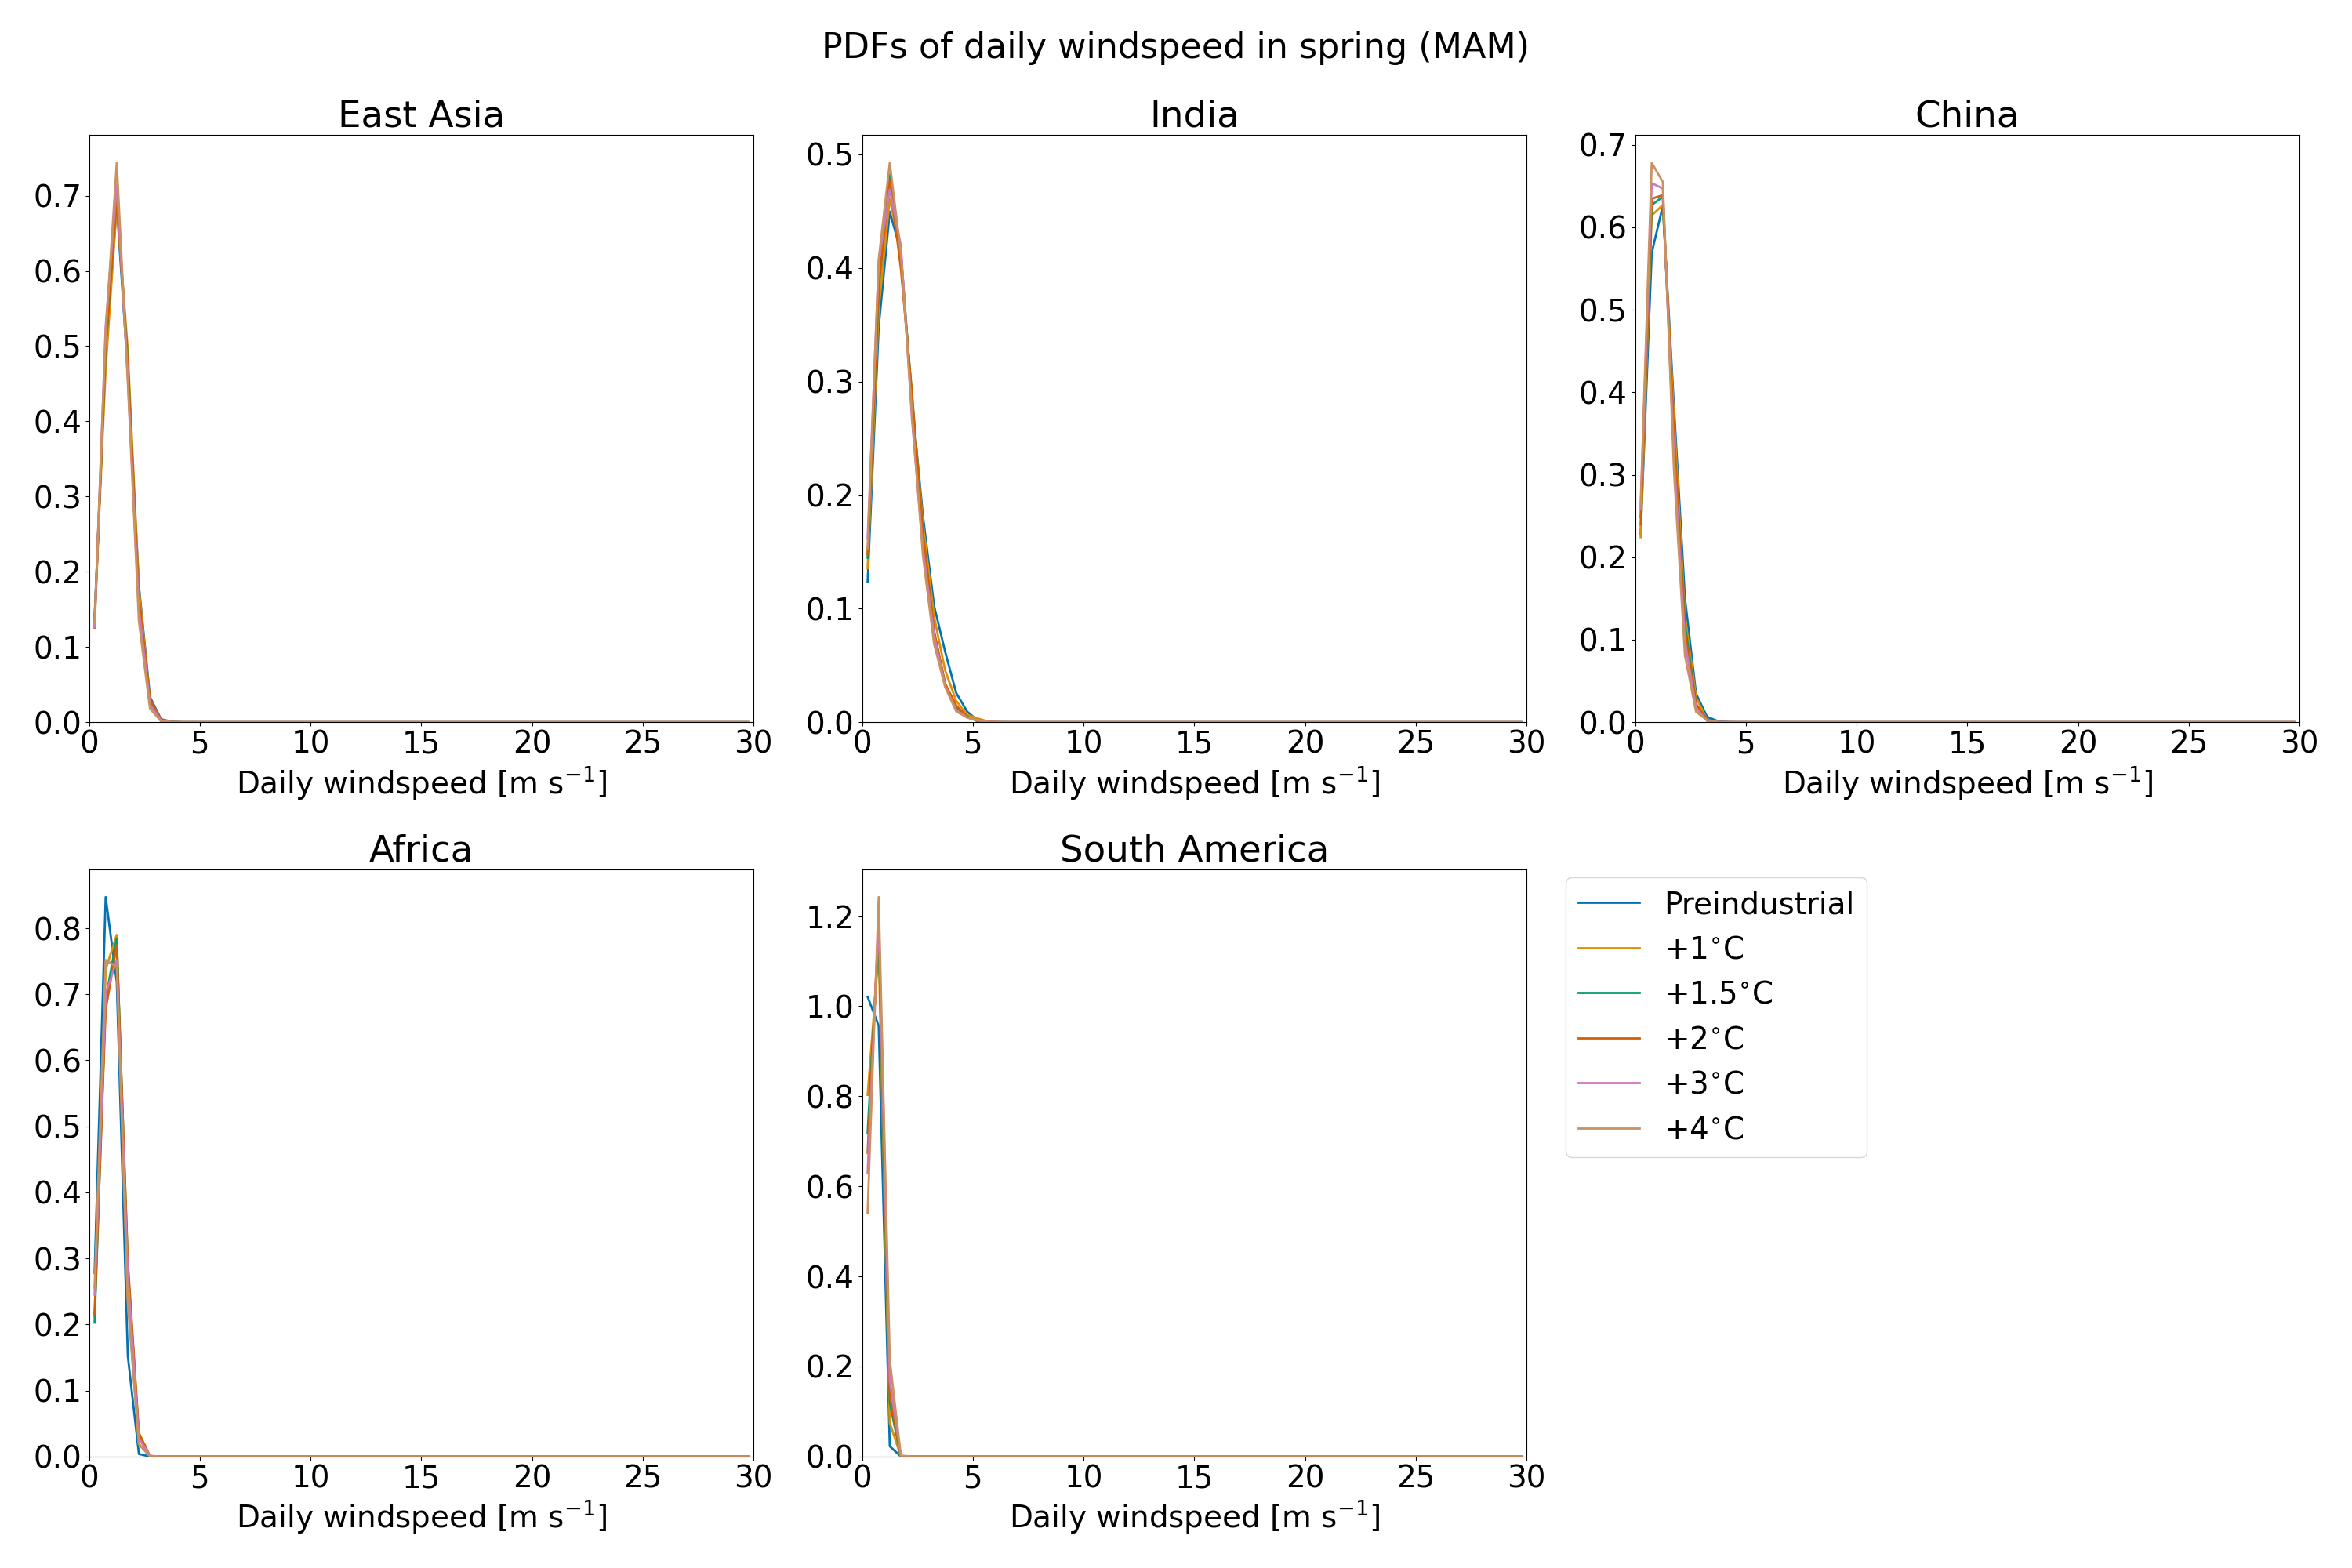 PDFs of daily windspeed in spring (MAM)
East Asia
0.7
0.6
0.5
0.4
0.3
0.2
0.1
0.0
0 5 10 15 20 25 30
Daily windspeed [m s⁻¹]
India
0.5
0.4
0.3
0.2
0.1
0.0
0 5 10 15 20 25 30
Daily windspeed [m s⁻¹]
China
0.7
0.6
0.5
0.4
0.3
0.2
0.1
0.0
0 5 10 15 20 25 30
Daily windspeed [m s⁻¹]
Africa
0.8
0.7
0.6
0.5
0.4
0.3
0.2
0.1
0.0
0 5 10 15 20 25 30
Daily windspeed [m s⁻¹]
South America
1.2
1.0
0.8
0.6
0.4
0.2
0.0
0 5 10 15 20 25 30
Daily windspeed [m s⁻¹]
Preindustrial
+1°C
+1.5°C
+2°C
+3°C
+4°C